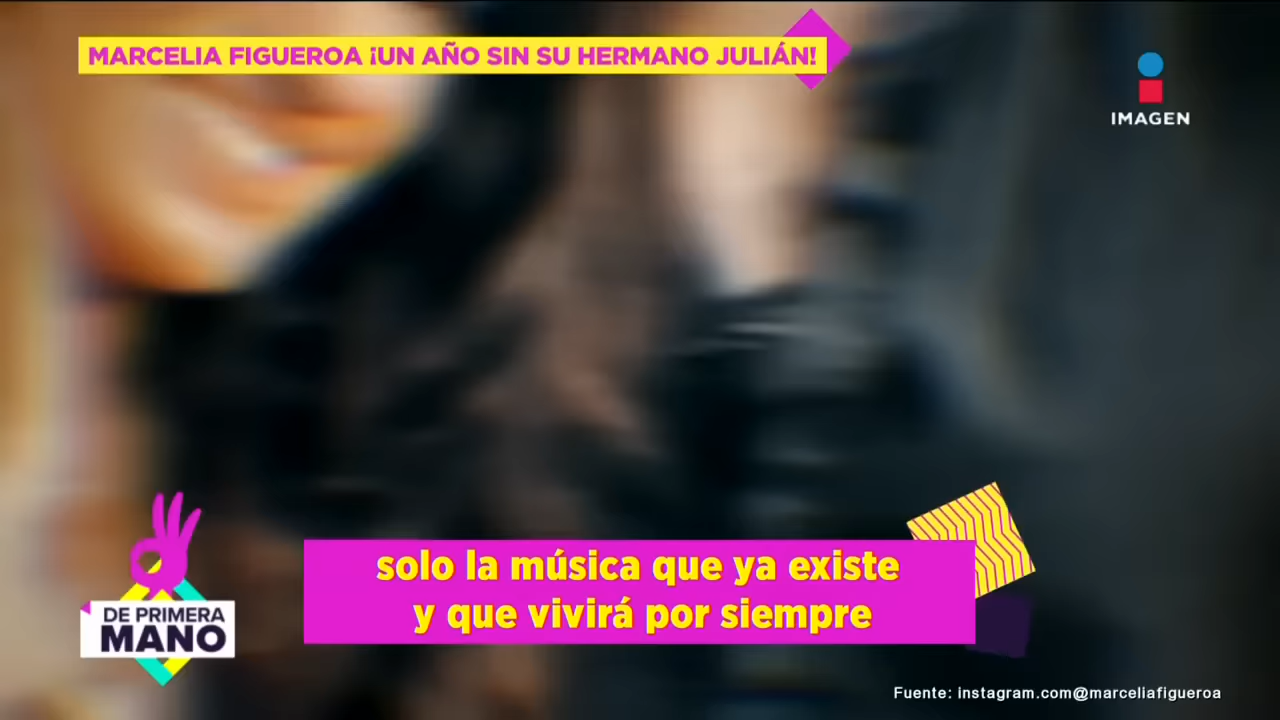 MARCELIA FIGUEROA ¡UN AÑO SIN SU HERMANO JULIÁN!
IMAGEN
solo la música que ya existe
y que vivirá por siempre
DE PRIMERA
MANO
Fuente: instagram.com@marceliafigueroa